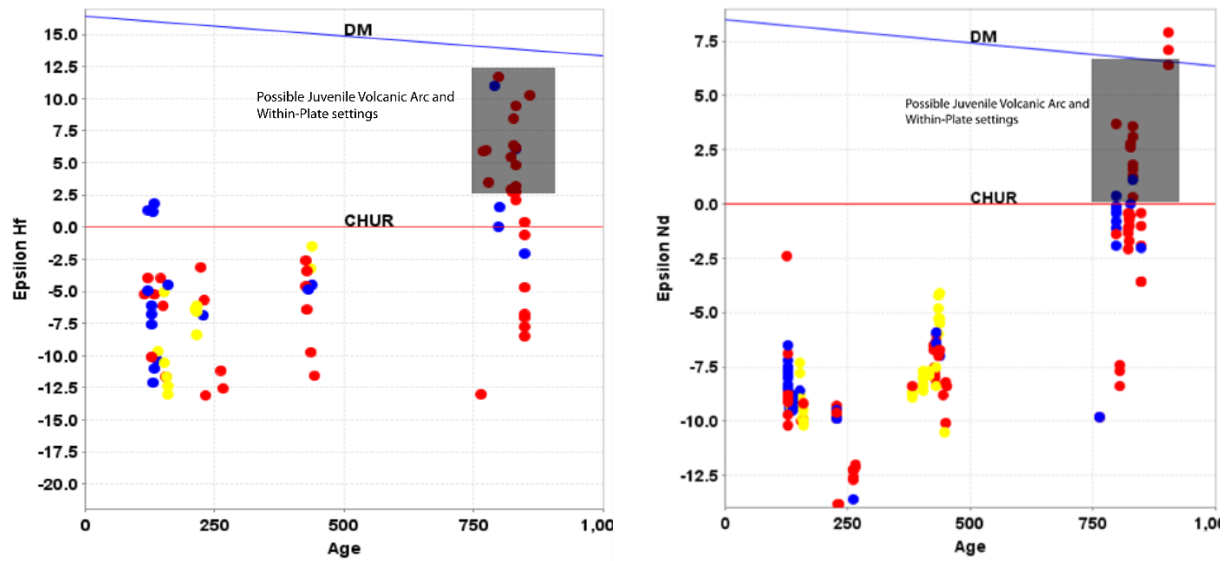 15.0
DM
12.5
Possible Juvenile Volcanic Arc and
Within-Plate settings
10.0
7.5
5.0
2.5
CHUR
0.0
-2.5
-5.0
-7.5
-10.0
-12.5
-15.0
-17.5
-20.0
Epsilon Hf
0 250 500 750 1,00
Age
7.5
DM
5.0
Possible Juvenile Volcanic Arc and
Within-Plate settings
2.5
CHUR
0.0
-2.5
-5.0
-7.5
-10.0
-12.5
Epsilon Nd
0 250 500 750 1,00
Age